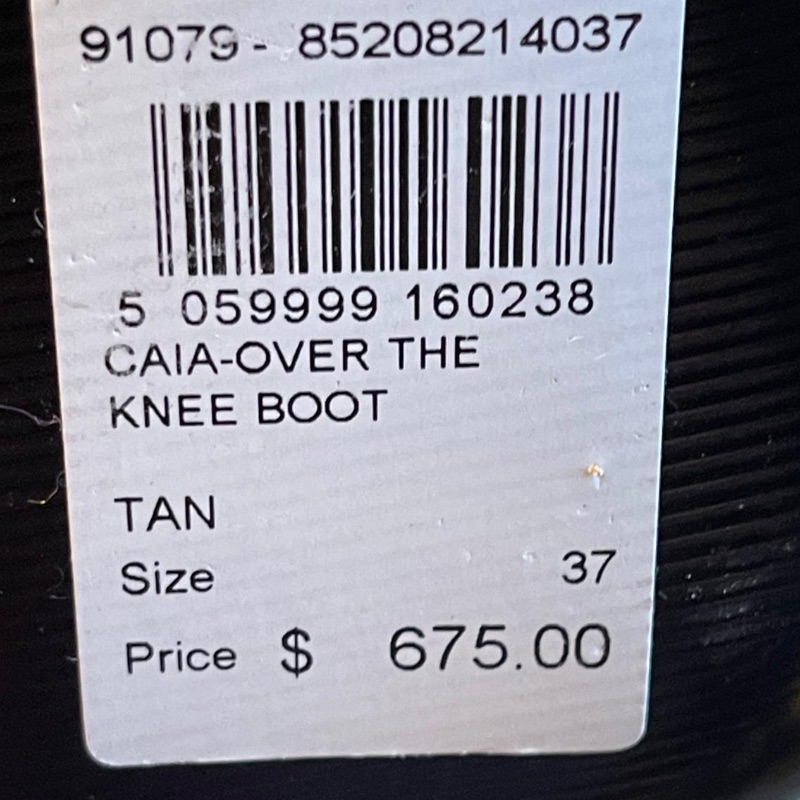 91079 - 85208214037
5 059999 160238
CAIA-OVER THE
KNEE BOOT
TAN
Size 37
Price $ 675.00